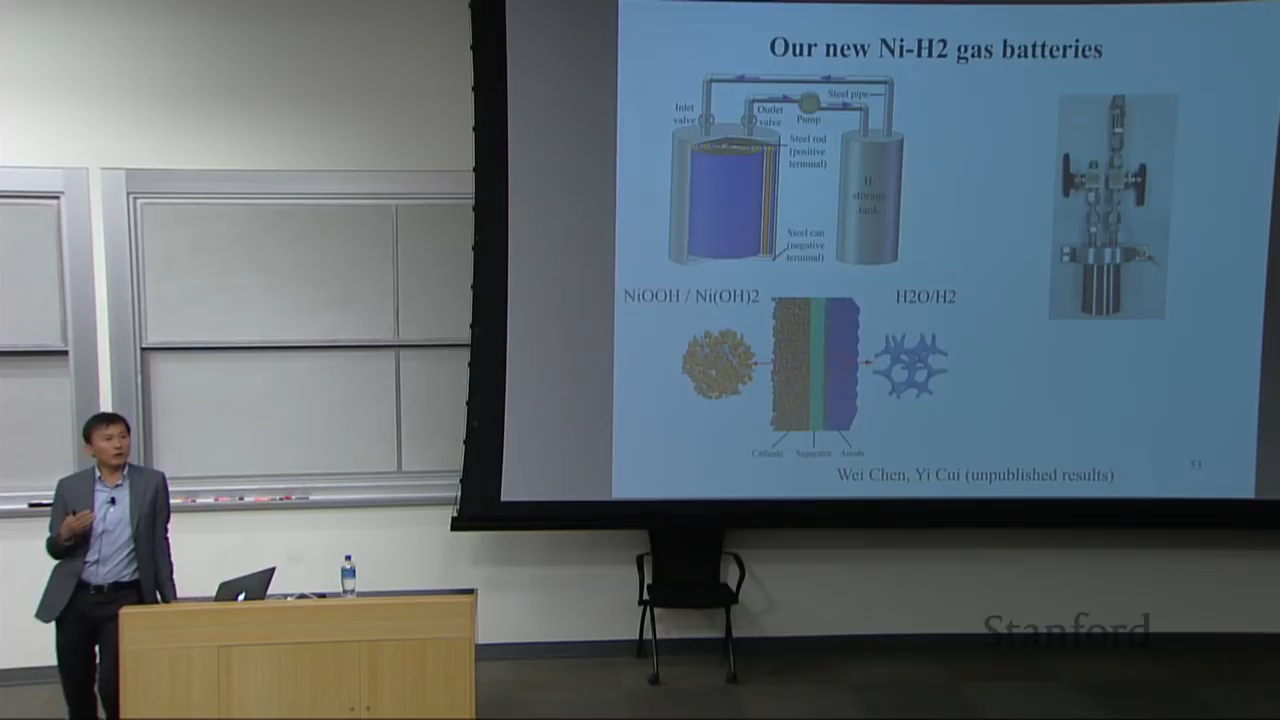 Our new Ni-H2 gas batteries
Steel pipe
Inlet
valve
Outlet
valve
Pump
Steel rod
(positive
terminal)
H
storage
tank
Steel can
(negative
terminal)
NiOOH / Ni(OH)2
H2O/H2
Cathode
Separator
Anode
Wei Chen, Yi Cui (unpublished results)
53
Stanford